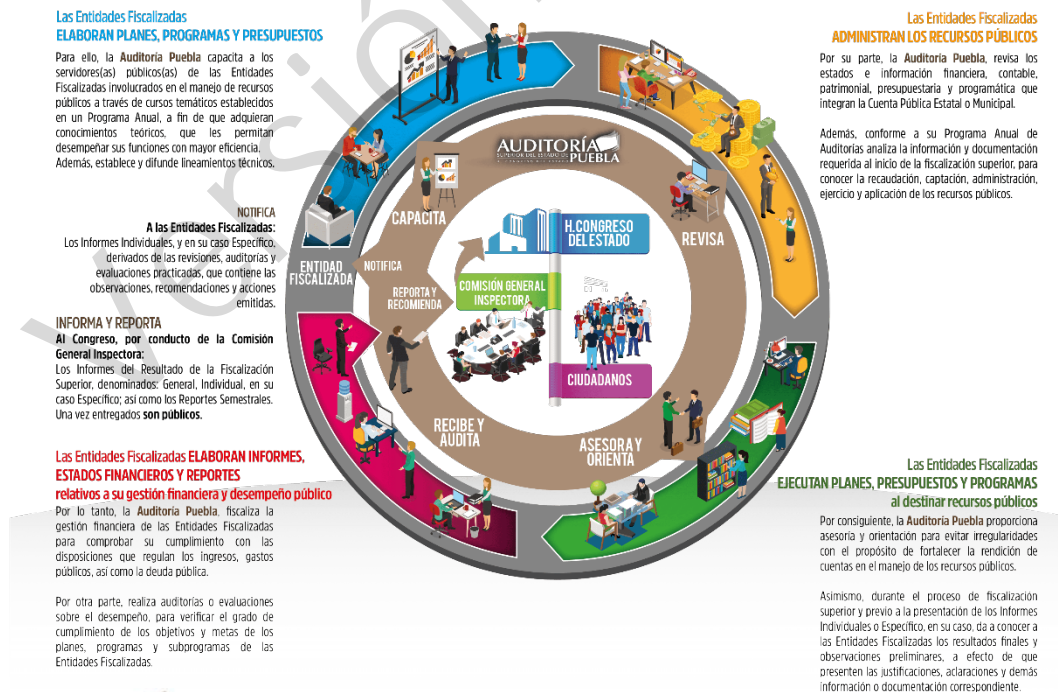 Las Entidades Fiscalizadas
ELABORAN PLANES, PROGRAMAS Y PRESUPUESTOS
Para ello, la Auditoría Puebla capacita a los
servidores(as) públicos(as) de las Entidades
Fiscalizadas involucrados en el manejo de recursos
públicos a través de cursos temáticos establecidos
en un Programa Anual, a fin de que adquieran
conocimientos teóricos, que les permitan
desempeñar sus funciones con mayor eficiencia.
Además, establece y difunde lineamientos técnicos.
NOTIFICA
A las Entidades Fiscalizadas:
Los Informes Individuales, y en su caso Específico,
derivados de las revisiones, auditorías y
evaluaciones practicadas, que contiene las
observaciones, recomendaciones y acciones
emitidas.
INFORMA Y REPORTA
Al Congreso, por conducto de la Comisión
General Inspectora:
Los Informes del Resultado de la Fiscalización
Superior, denominados: General, Individual, en su
caso Específico; así como los Reportes Semestrales.
Una vez entregados son públicos.
Las Entidades Fiscalizadas ELABORAN INFORMES,
ESTADOS FINANCIEROS Y REPORTES
relativos a su gestión financiera y desempeño público
Por lo tanto, la Auditoría Puebla, fiscaliza la
gestión financiera de las Entidades Fiscalizadas
para comprobar su cumplimiento con las
disposiciones que regulan los ingresos, gastos
públicos, así como la deuda pública.
Por otra parte, realiza auditorías o evaluaciones
sobre el desempeño, para verificar el grado de
cumplimiento de los objetivos y metas de los
planes, programas y subprogramas de las
Entidades Fiscalizadas.
AUDITORÍA
SUPERIOR DEL ESTADO DE PUEBLA
CAPACITA
REVISA
H. CONGRESO
DEL ESTADO
ENTIDAD
FISCALIZADA
NOTIFICA
REPORTA Y
RECOMIENDA
COMISIÓN GENERAL
INSPECTORA
CIUDADANOS
RECIBE Y
AUDITA
ASESORA Y
ORIENTA
Las Entidades Fiscalizadas
ADMINISTRAN LOS RECURSOS PÚBLICOS
Por su parte, la Auditoría Puebla, revisa los
estados e información financiera, contable,
patrimonial, presupuestaria y programática que
integran la Cuenta Pública Estatal o Municipal.
Además, conforme a su Programa Anual de
Auditorías analiza la información y documentación
requerida al inicio de la fiscalización superior, para
conocer la recaudación, captación, administración,
ejercicio y aplicación de los recursos públicos.
Las Entidades Fiscalizadas
EJECUTAN PLANES, PRESUPUESTOS Y PROGRAMAS
al destinar recursos públicos
Por consiguiente, la Auditoría Puebla proporciona
asesoría y orientación para evitar irregularidades
con el propósito de fortalecer la rendición de
cuentas en el manejo de los recursos públicos.
Asimismo, durante el proceso de fiscalización
superior y previo a la presentación de los Informes
Individuales o Específico, en su caso, da a conocer a
las Entidades Fiscalizadas los resultados finales y
observaciones preliminares, a efecto de que
presenten las justificaciones, aclaraciones y demás
información o documentación correspondiente.
Versión